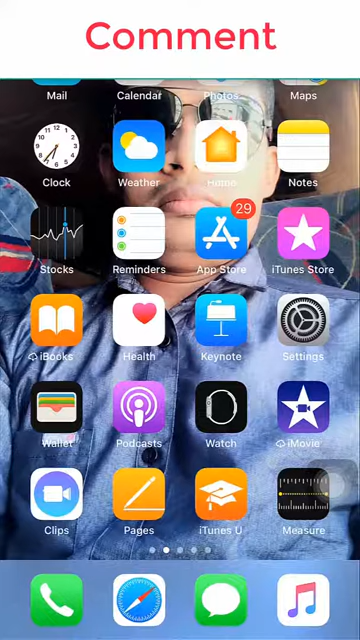 Comment
Mail Calendar Photos Maps
Clock Weather Home Notes
Stocks Reminders App Store iTunes Store
29
iBooks Health Keynote Settings
Wallet Podcasts Watch iMovie
Clips Pages iTunes U Measure